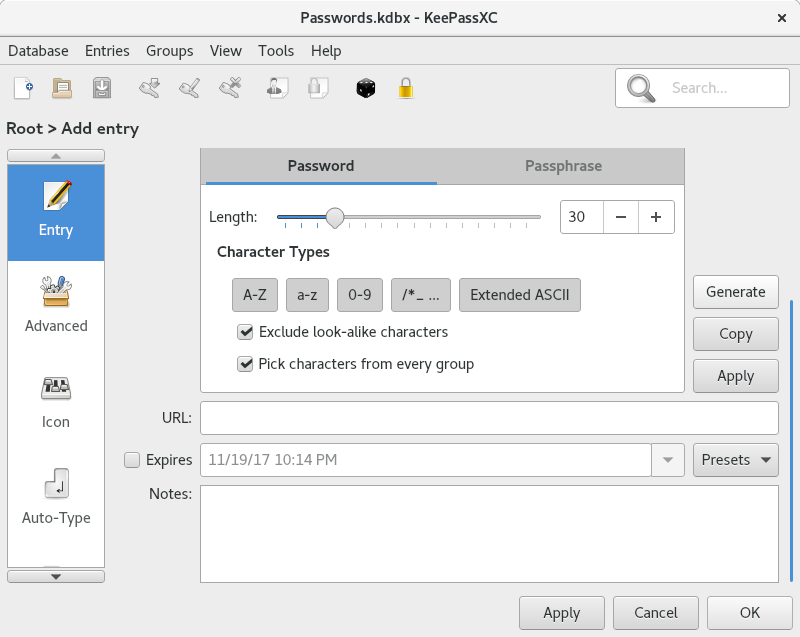 Passwords.kdbx - KeePassXC
Database Entries Groups View Tools Help
Search...
Root > Add entry
Entry
Advanced
Icon
Auto-Type
Password Passphrase
Length: 30
Character Types
A-Z a-z 0-9 /*_ ... Extended ASCII
Exclude look-alike characters
Pick characters from every group
Generate
Copy
Apply
URL:
Expires 11/19/17 10:14 PM Presets
Notes:
Apply Cancel OK